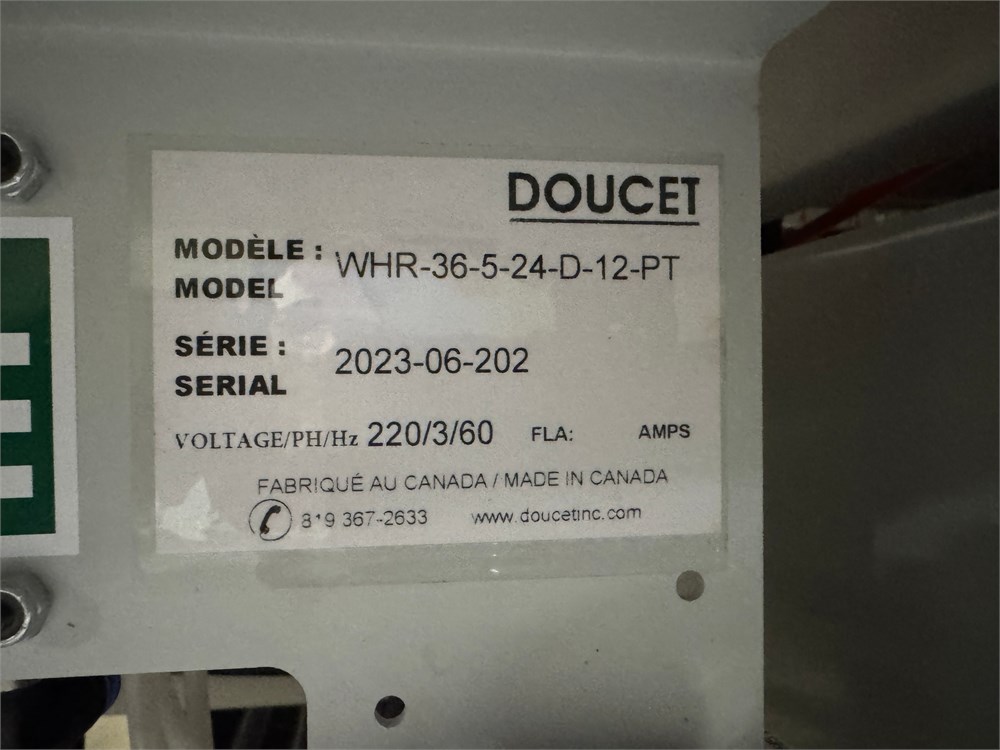 DOUCET
MODÈLE : WHR-36-5-24-D-12-PT
MODEL
SÉRIE : 2023-06-202
SERIAL
VOLTAGE/PH/Hz 220/3/60 FLA: AMPS
FABRIQUÉ AU CANADA / MADE IN CANADA
819 367-2633 www.doucetinc.com